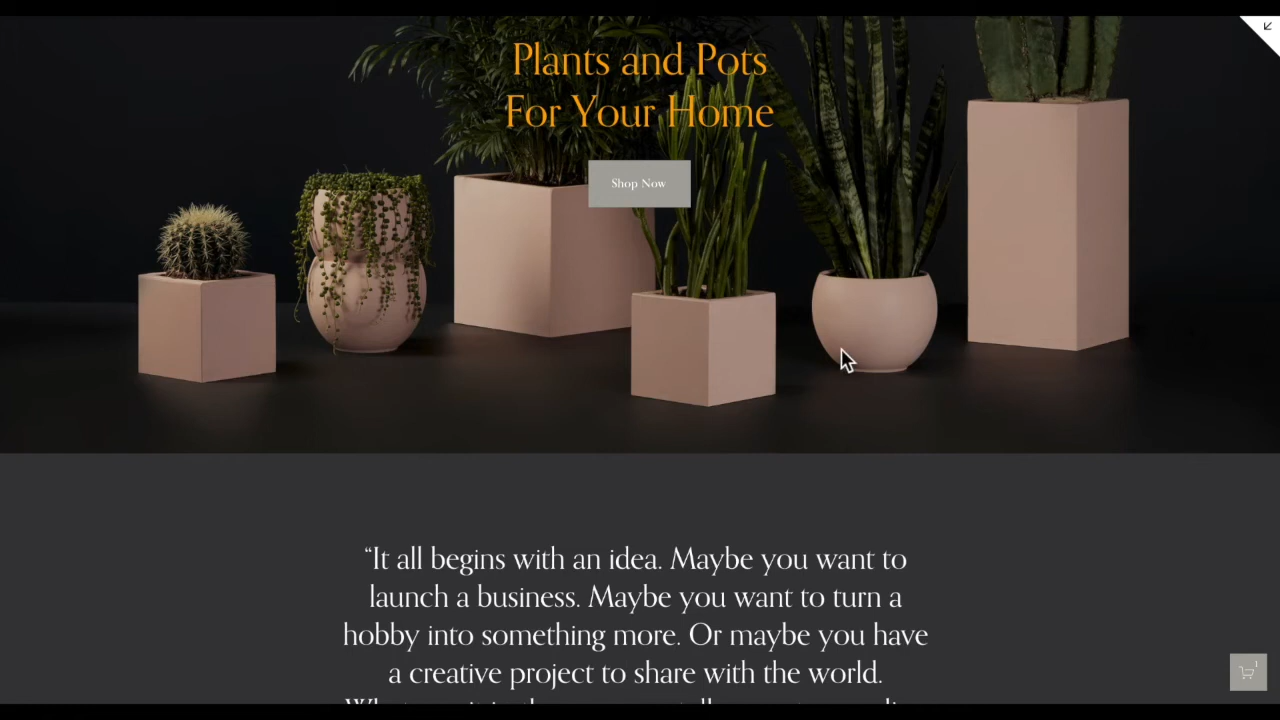 Plants and Pots
For Your Home
Shop Now
“It all begins with an idea. Maybe you want to
launch a business. Maybe you want to turn a
hobby into something more. Or maybe you have
a creative project to share with the world.
1